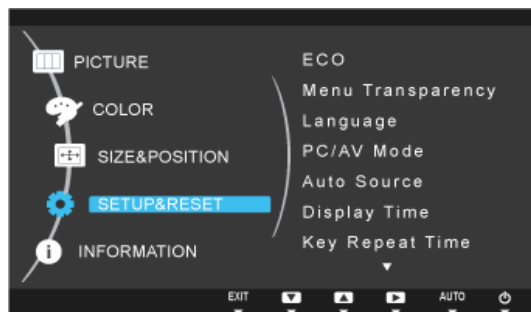 PICTURE
COLOR
SIZE&POSITION
SETUP&RESET
INFORMATION
ECO
Menu Transparency
Language
PC/AV Mode
Auto Source
Display Time
Key Repeat Time
EXIT
AUTO